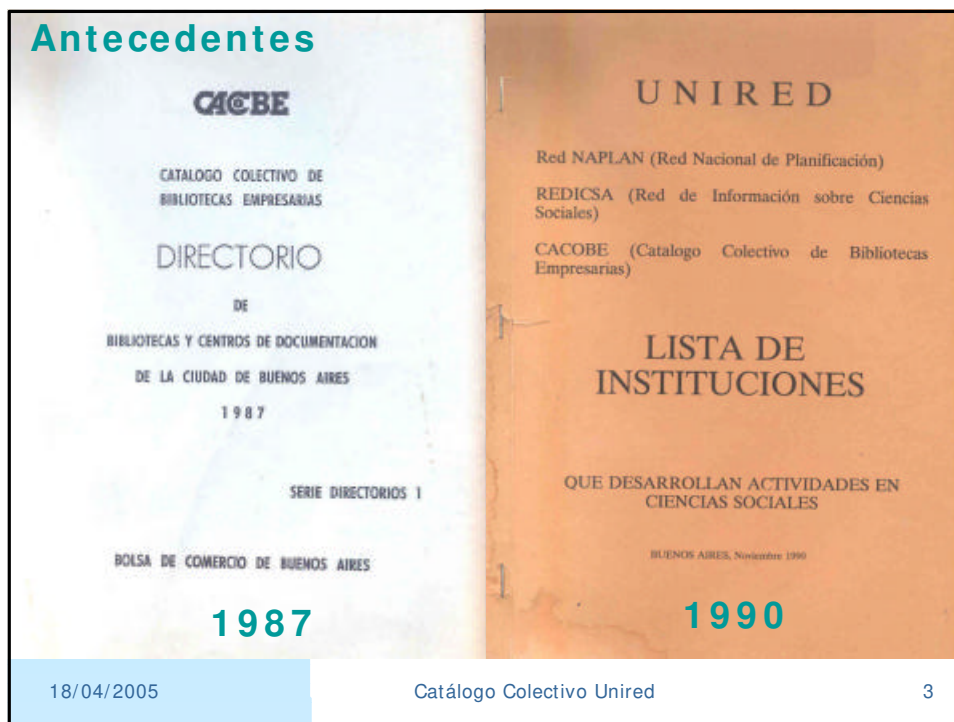 Antecedentes
CACOBE
CATALOGO COLECTIVO DE
BIBLIOTECAS EMPRESARIAS
DIRECTORIO
DE
BIBLIOTECAS Y CENTROS DE DOCUMENTACION
DE LA CIUDAD DE BUENOS AIRES
1987
SERIE DIRECTORIOS 1
BOLSA DE COMERCIO DE BUENOS AIRES
1987
UNIRED
Red NAPLAN (Red Nacional de Planificación)
REDICSA (Red de Información sobre Ciencias
Sociales)
CACOBE (Catalogo Colectivo de Bibliotecas
Empresarias)
LISTA DE
INSTITUCIONES
QUE DESARROLLAN ACTIVIDADES EN
CIENCIAS SOCIALES
BUENOS AIRES, Noviembre 1990
1990
18/04/2005
Catálogo Colectivo Unired
3